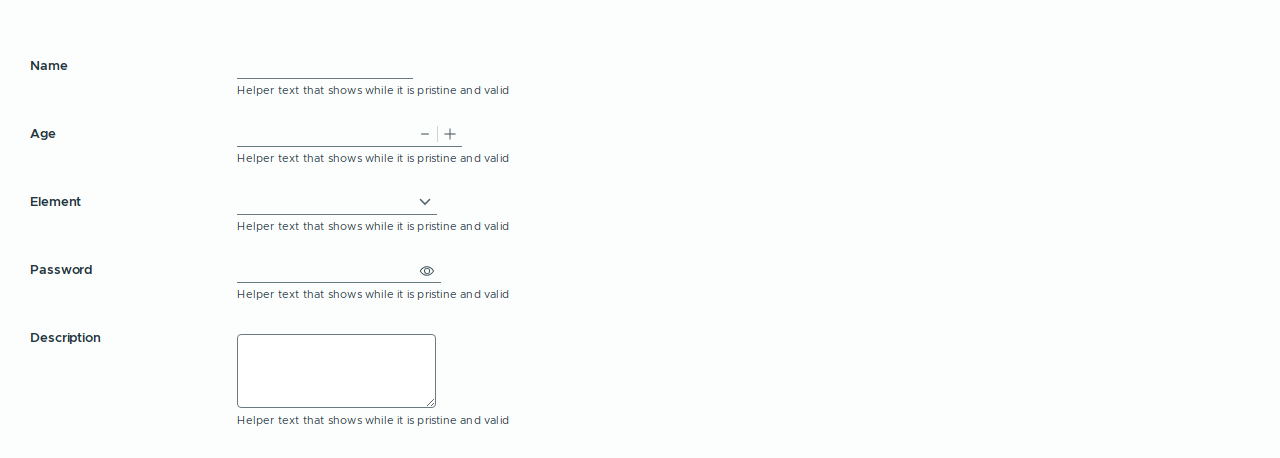 Name
Helper text that shows while it is pristine and valid
Age
Helper text that shows while it is pristine and valid
Element
Helper text that shows while it is pristine and valid
Password
Helper text that shows while it is pristine and valid
Description
Helper text that shows while it is pristine and valid